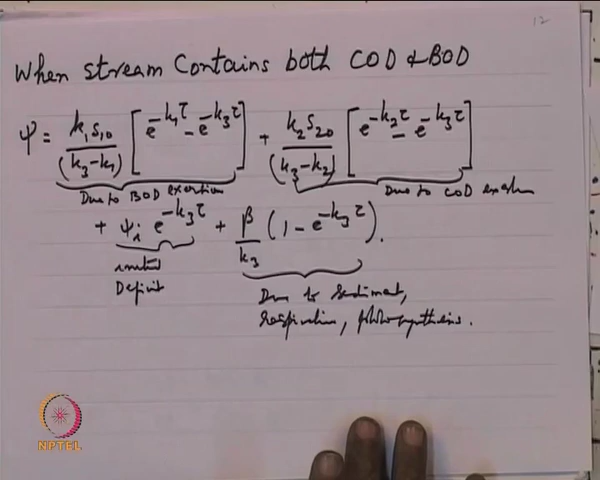 12
When stream Contains both COD & BOD
ψ = k₁S₁₀/(k₃-k₁) [e^-k₁τ - e^-k₃τ] + k₂S₂₀/(k₃-k₂) [e^-k₂τ - e^-k₃τ]
Due to BOD exertion Due to COD exertion
+ ψᵢ e^-k₃τ + β/k₃ (1 - e^-k₃τ).
initial
Deficit
Due to Sediment,
respiration, photosynthesis.
NPTEL